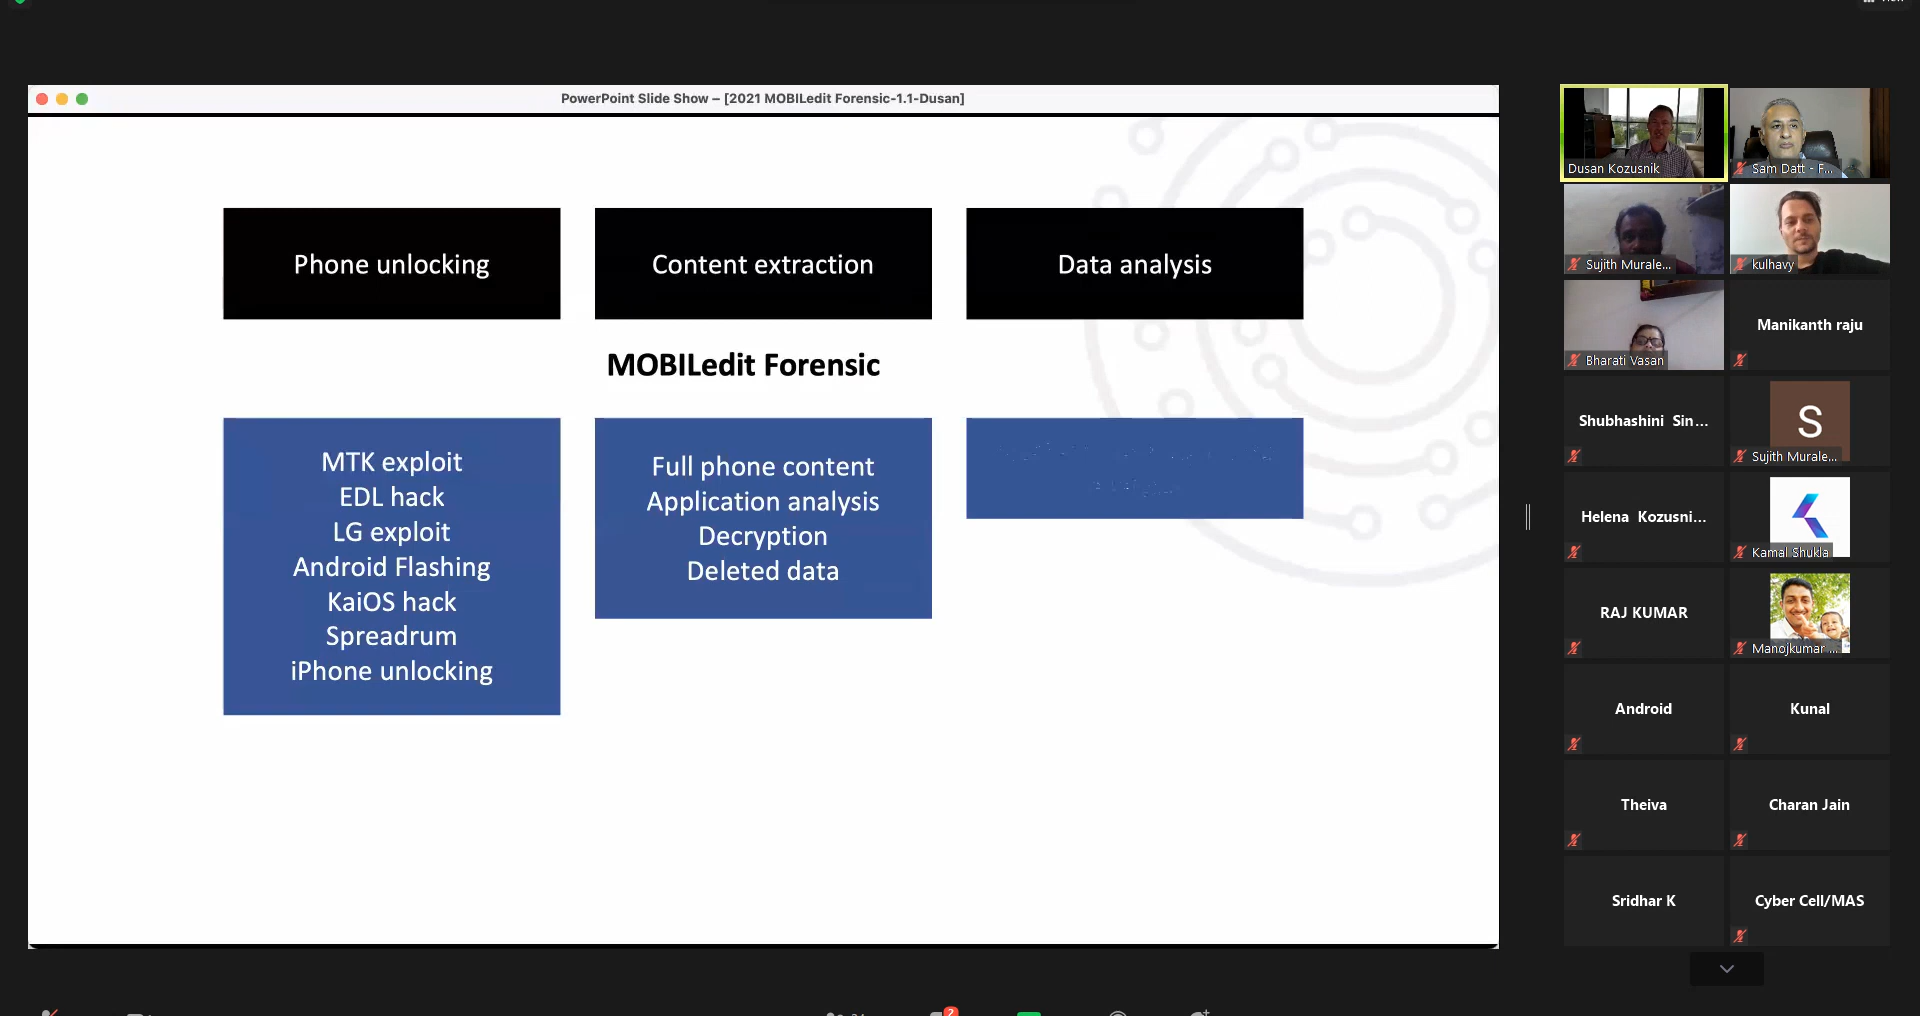 View
PowerPoint Slide Show – [2021 MOBILedit Forensic-1.1-Dusan]
Phone unlocking
Content extraction
Data analysis
MOBILedit Forensic
MTK exploit
EDL hack
LG exploit
Android Flashing
KaiOS hack
Spreadrum
iPhone unlocking
Full phone content
Application analysis
Decryption
Deleted data
Dusan Kozusnik
Sam Datt - F...
Sujith Murale...
kulhavy
Bharati Vasan
Manikanth raju
Shubhashini Sin...
S
Sujith Murale...
Helena Kozusni...
Kamal Shukla
RAJ KUMAR
Manojkumar ...
Android
Kunal
Theiva
Charan Jain
Sridhar K
Cyber Cell/MAS
2